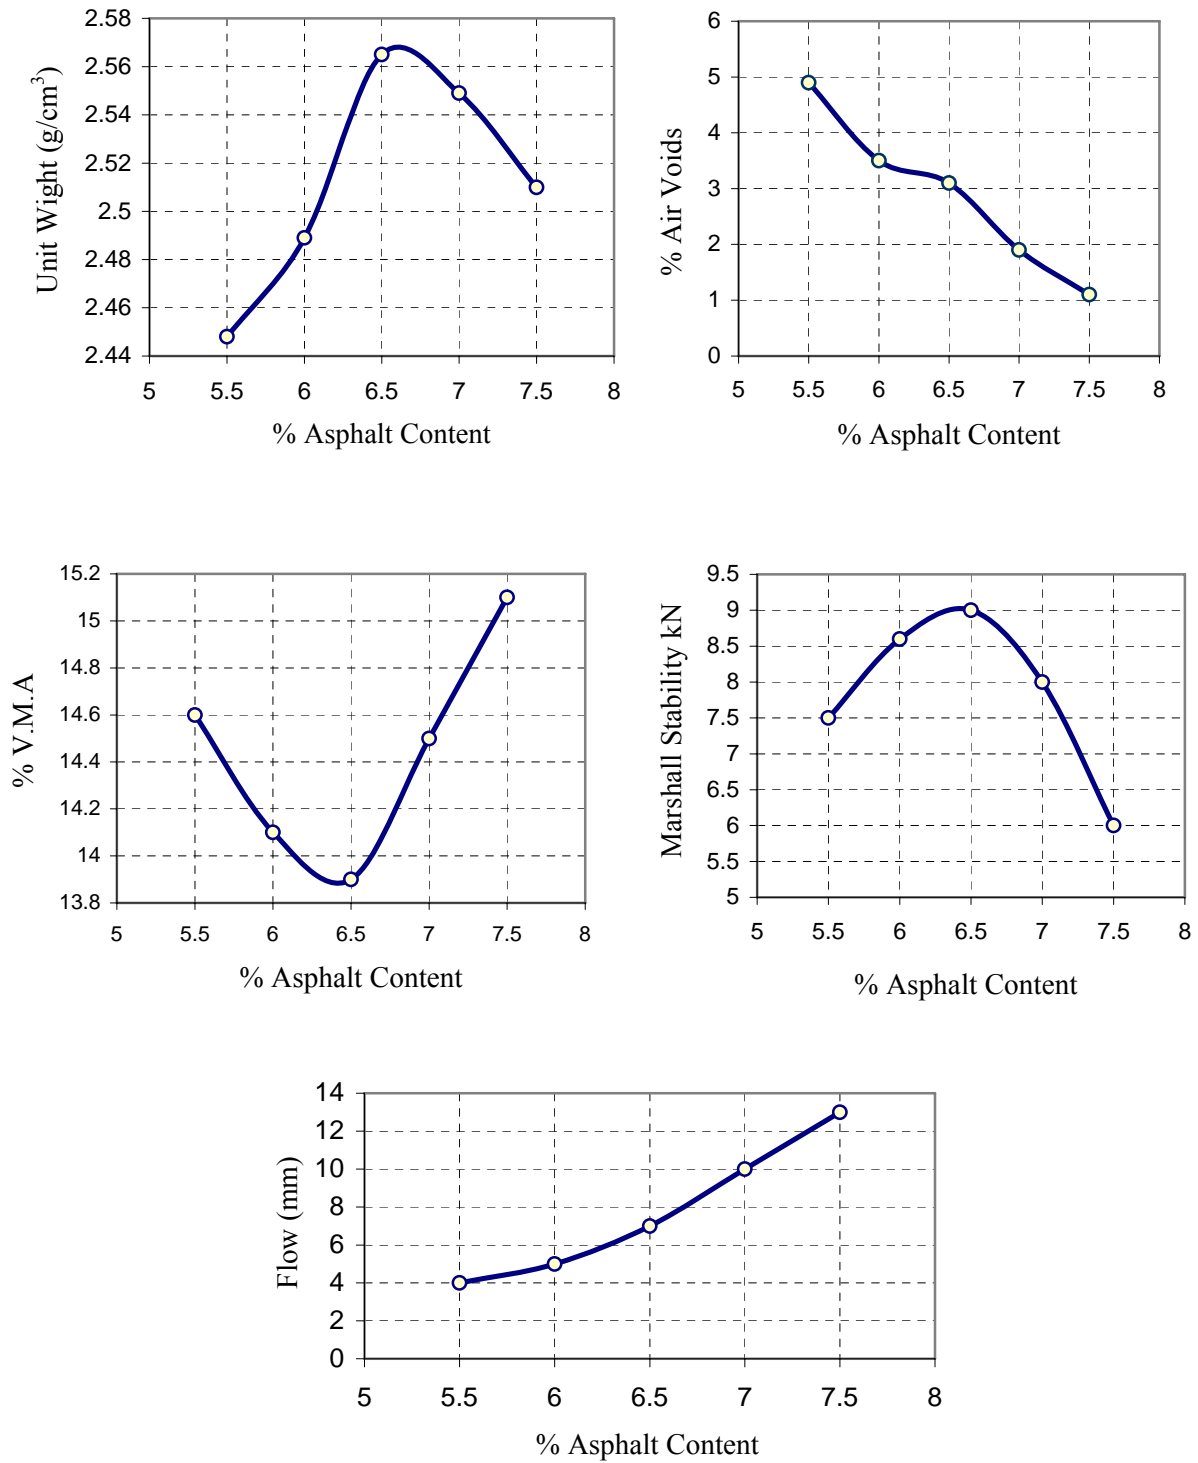 2.58
2.56
2.54
2.52
2.5
2.48
2.46
2.44
Unit Wight (g/cm³)
5 5.5 6 6.5 7 7.5 8
% Asphalt Content
6
5
4
3
2
1
0
% Air Voids
5 5.5 6 6.5 7 7.5 8
% Asphalt Content
15.2
15
14.8
14.6
14.4
14.2
14
13.8
% V.M.A
5 5.5 6 6.5 7 7.5 8
% Asphalt Content
9.5
9
8.5
8
7.5
7
6.5
6
5.5
5
Marshall Stability kN
5 5.5 6 6.5 7 7.5 8
% Asphalt Content
14
12
10
8
6
4
2
0
Flow (mm)
5 5.5 6 6.5 7 7.5 8
% Asphalt Content